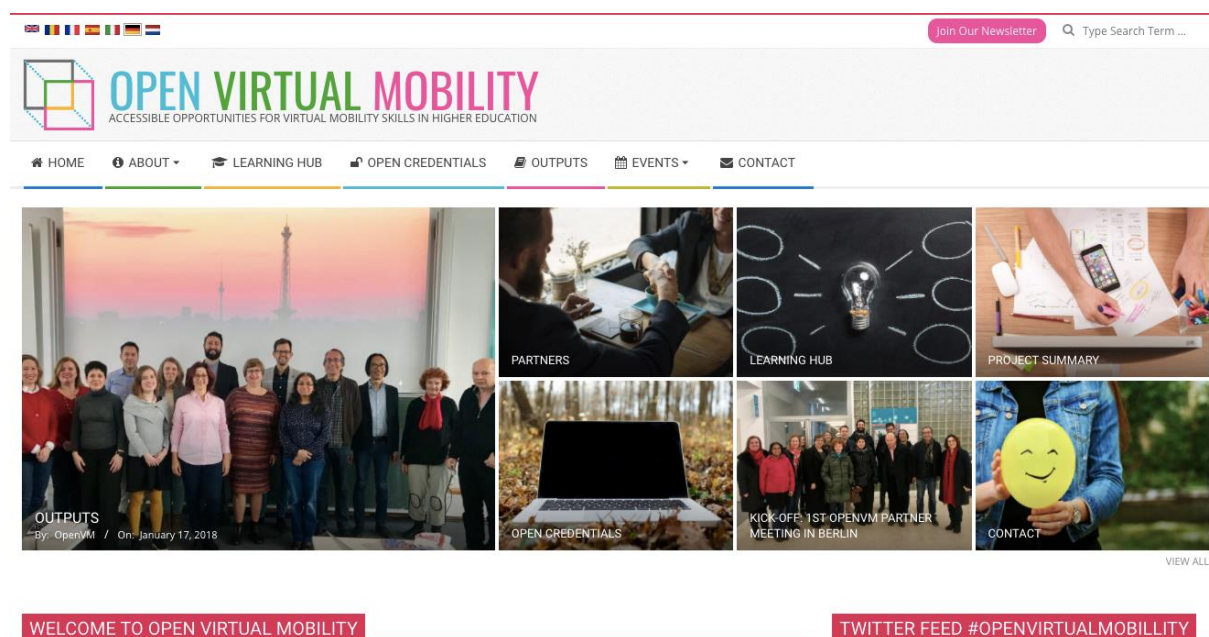 Join Our Newsletter
Type Search Term ...
OPEN VIRTUAL MOBILITY
ACCESSIBLE OPPORTUNITIES FOR VIRTUAL MOBILITY SKILLS IN HIGHER EDUCATION
HOME
ABOUT
LEARNING HUB
OPEN CREDENTIALS
OUTPUTS
EVENTS
CONTACT
PARTNERS
LEARNING HUB
PROJECT SUMMARY
OUTPUTS
By: OpenVM / On: January 17, 2018
OPEN CREDENTIALS
KICK-OFF: 1ST OPENVM PARTNER
MEETING IN BERLIN
CONTACT
VIEW ALL
WELCOME TO OPEN VIRTUAL MOBILITY
TWITTER FEED #OPENVIRTUALMOBILLITY